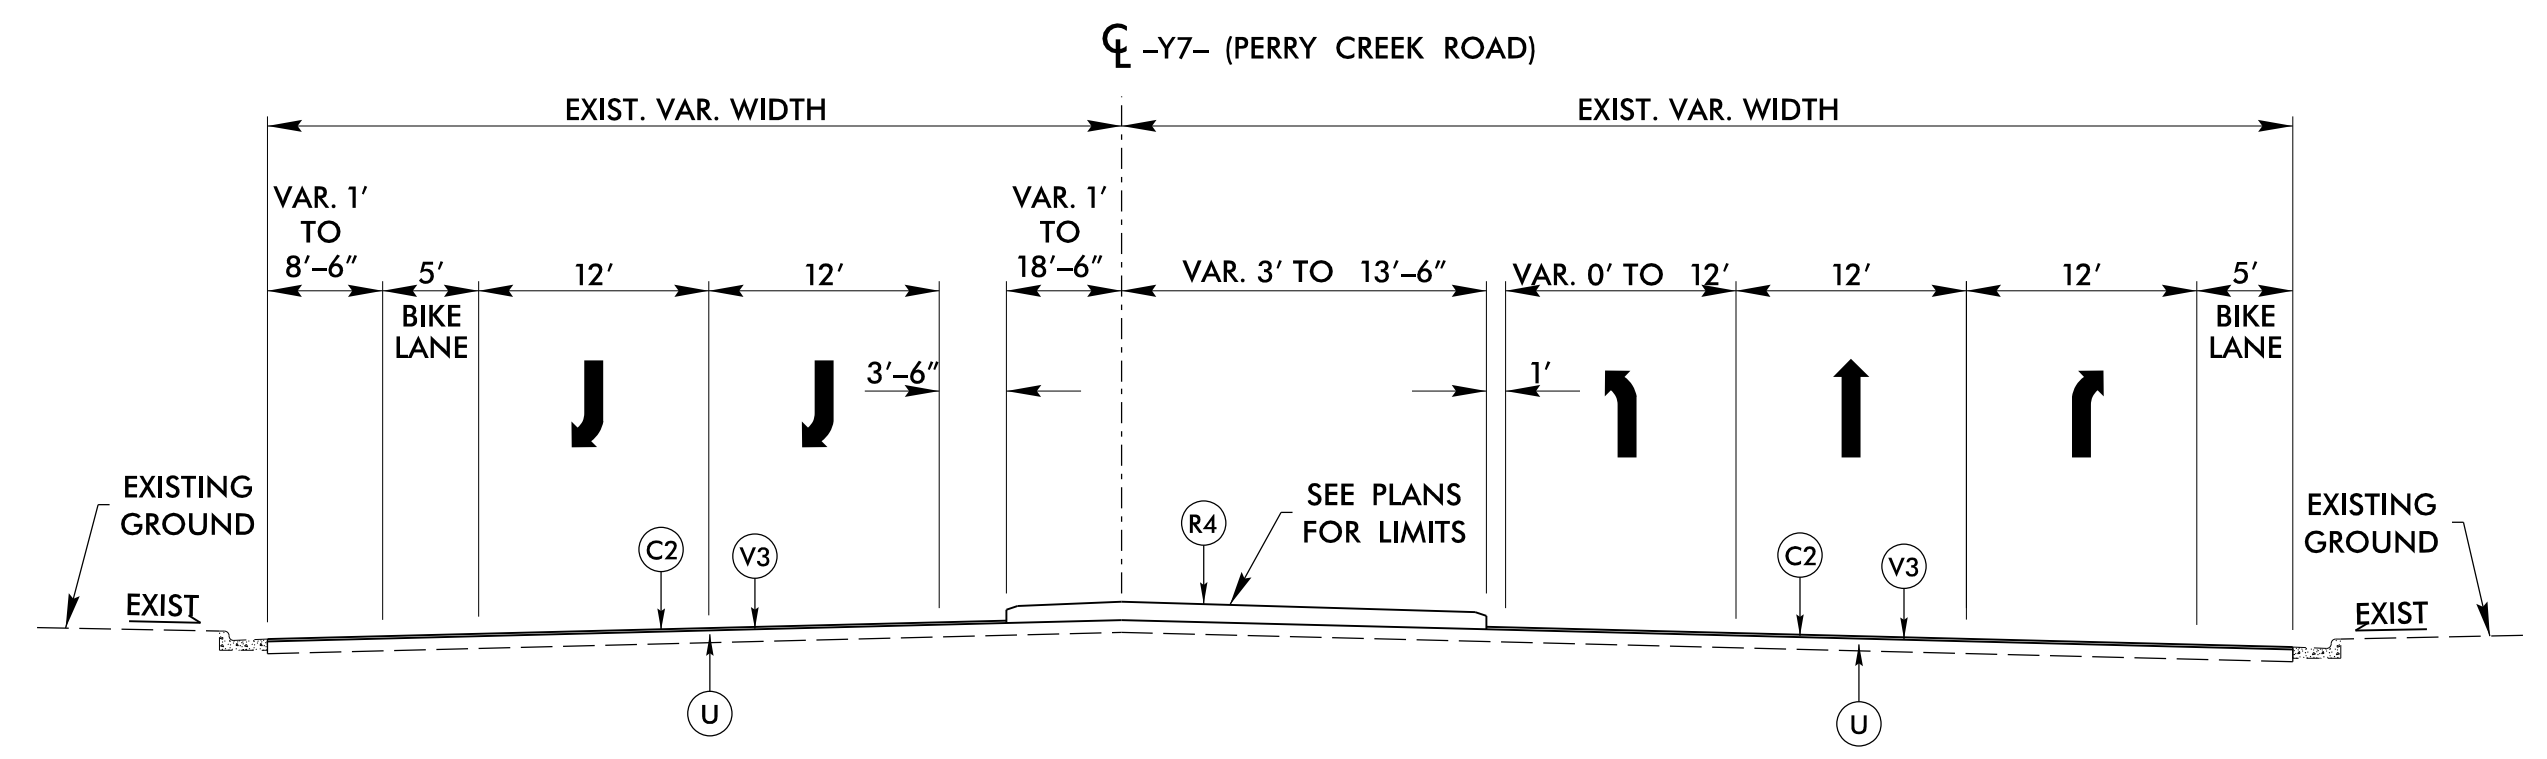 ℄ –Y7– (PERRY CREEK ROAD)
EXIST. VAR. WIDTH
EXIST. VAR. WIDTH
VAR. 1′
TO
8′–6″
5′
BIKE
LANE
12′
12′
3′–6″
VAR. 1′
TO
18′–6″
VAR. 3′ TO 13′–6″
1′
VAR. 0′ TO 12′
12′
12′
5′
BIKE
LANE
EXISTING
GROUND
EXIST
C2
V3
U
R4
SEE PLANS
FOR LIMITS
C2
V3
U
EXISTING
GROUND
EXIST